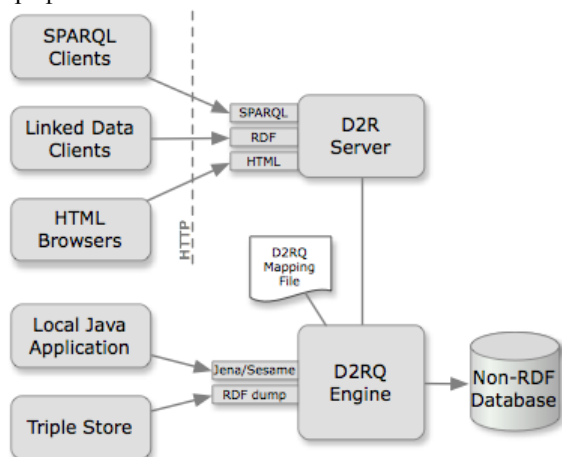 SPARQL
Clients
Linked Data
Clients
HTML
Browsers
HTTP
SPARQL
RDF
HTML
D2R
Server
D2RQ
Mapping
File
Local Java
Application
Triple Store
Jena/Sesame
RDF dump
D2RQ
Engine
Non-RDF
Database